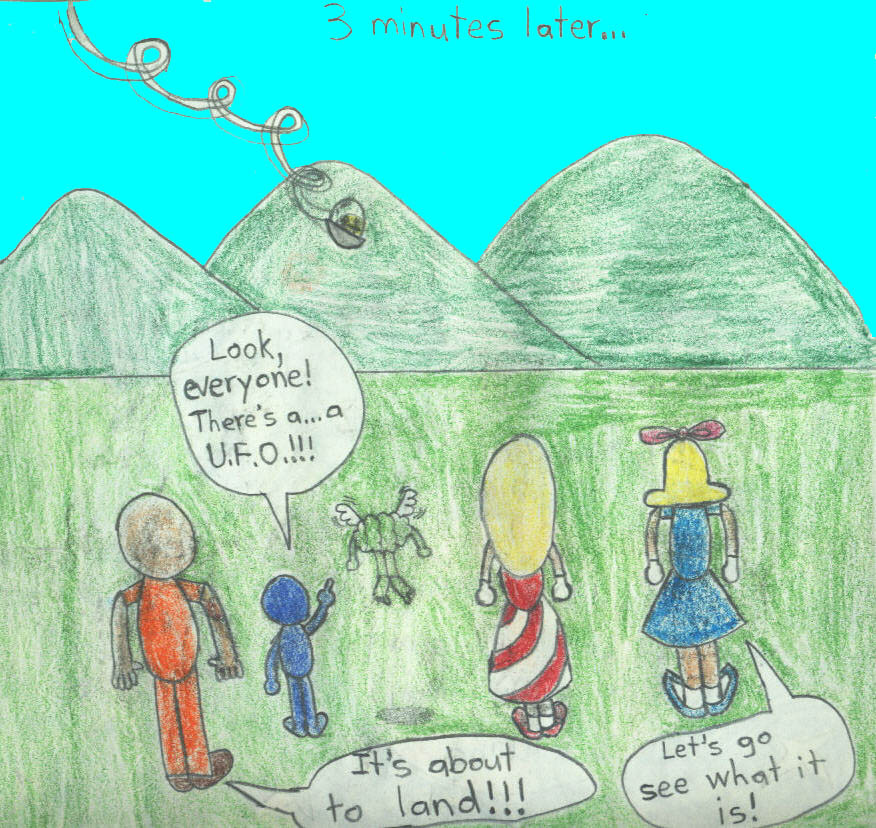 3 minutes later...
Look,
everyone!
There's a...a
U.F.O.!!!
It's about
to land!!!
Let's go
see what it
is!